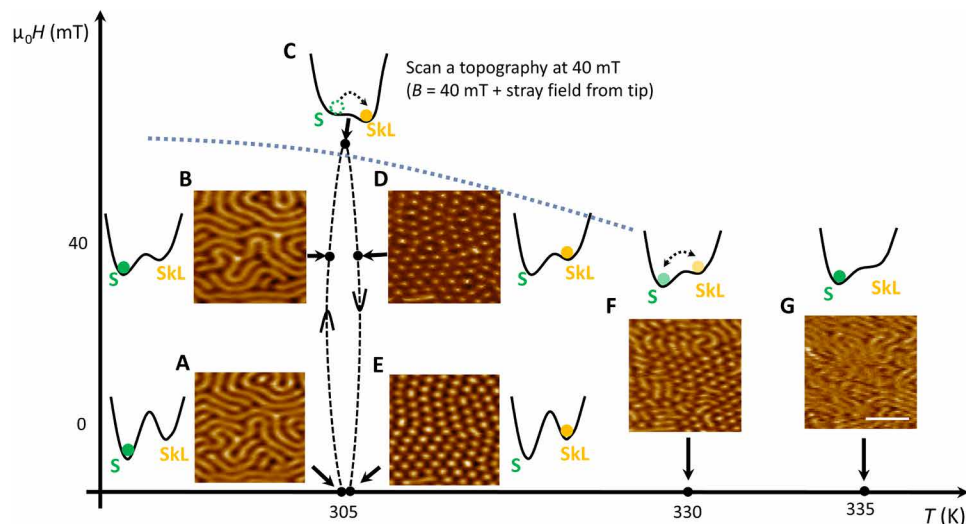 μ0H (mT)
C
Scan a topography at 40 mT
(B = 40 mT + stray field from tip)
S
SkL
B
D
40
S
SkL
S
SkL
S
SkL
S
SkL
F
G
A
E
0
S
SkL
S
SkL
305
330
335
T (K)